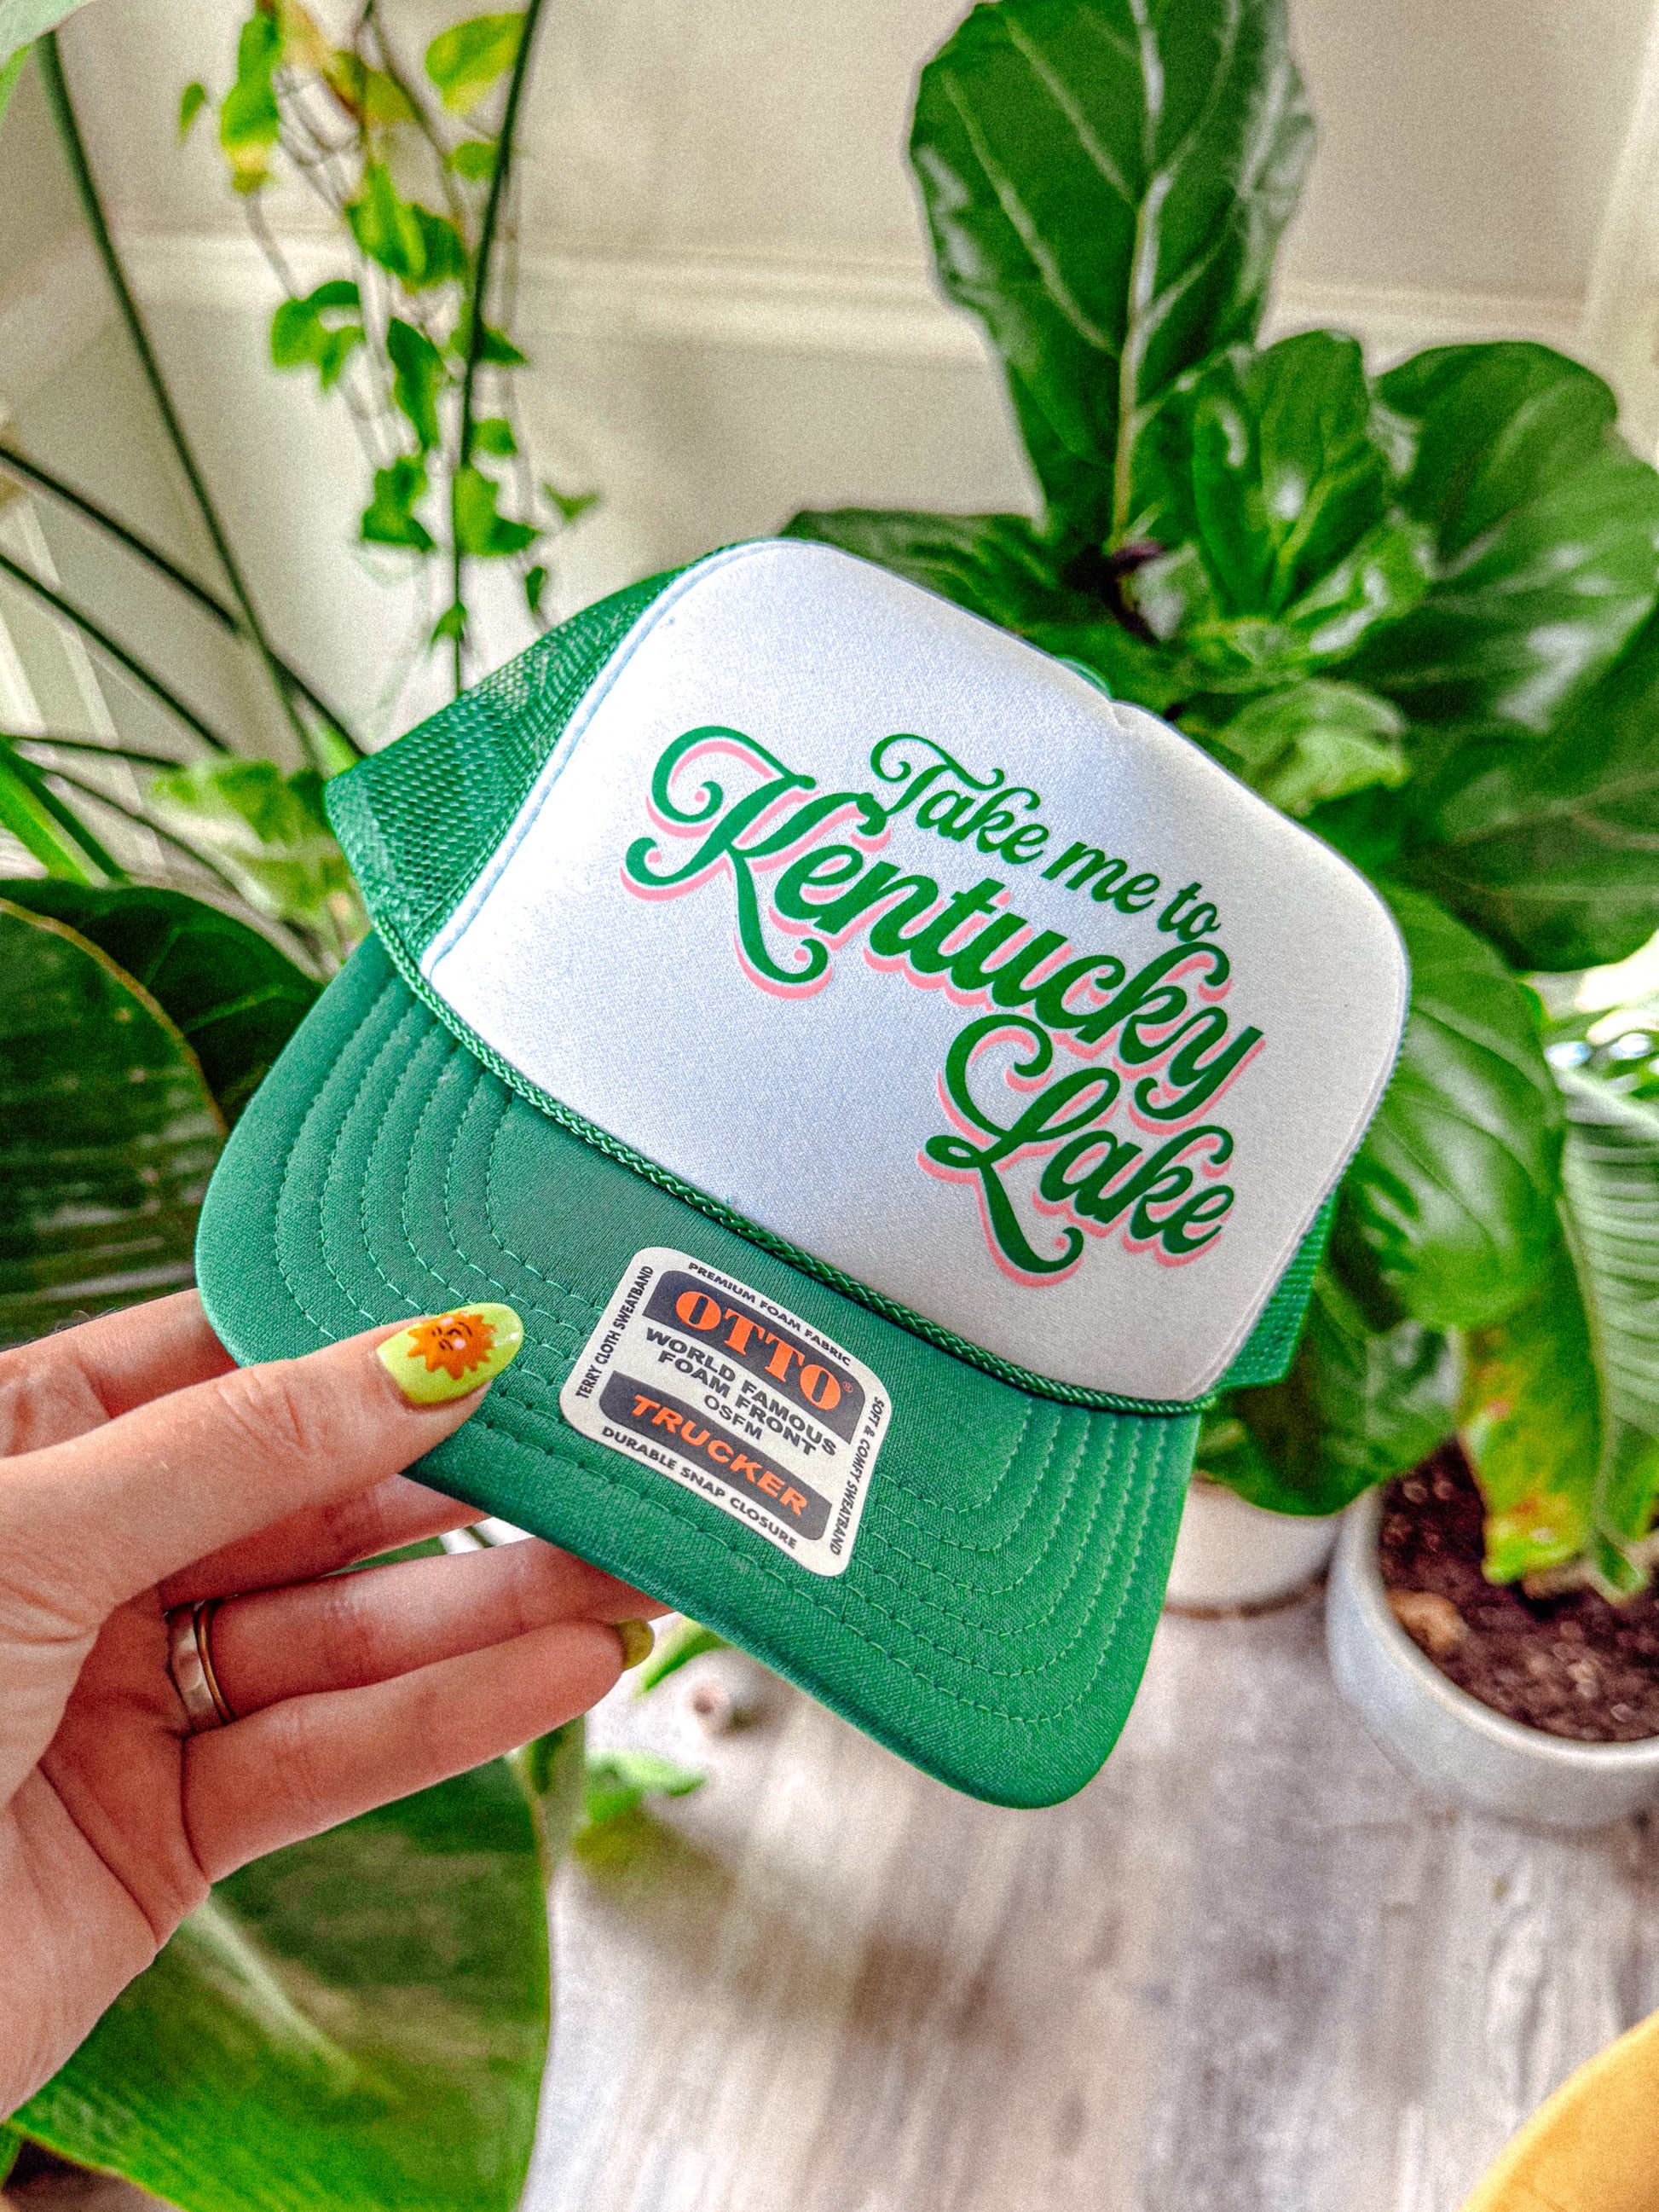 Take me to
Kentucky
Lake
PREMIUM FOAM FABRIC
TERRY CLOTH SWEATBAND
OTTO®
WORLD FAMOUS
FOAM FRONT
OSFM
TRUCKER
DURABLE SNAP CLOSURE
SOFT & COMFY SWEATBAND